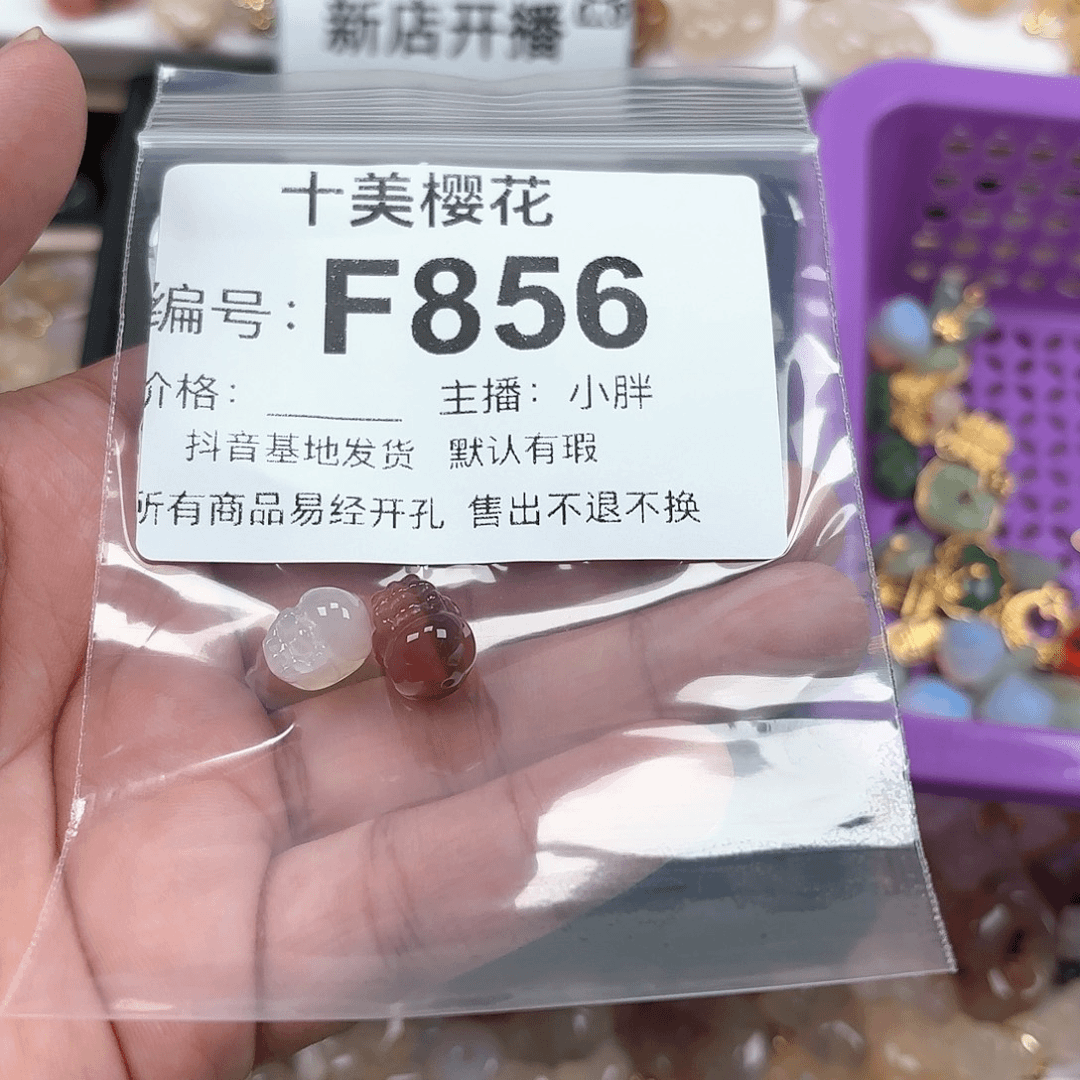 新店开播
十美樱花
编号：F856
价格：______ 主播：小胖
抖音基地发货 默认有瑕
所有商品易经开孔 售出不退不换